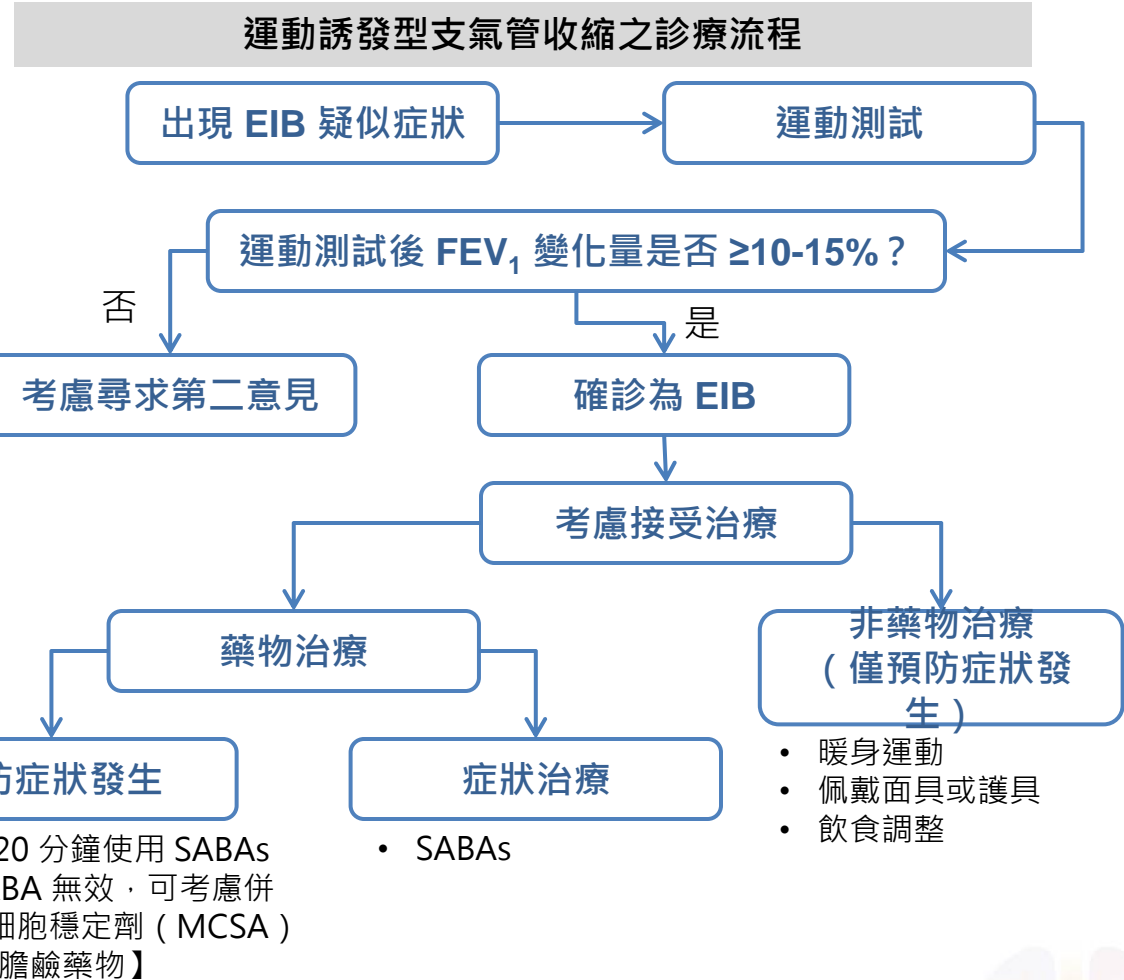 運動誘發型支氣管收縮之診療流程
出現 EIB 疑似症狀
運動測試
運動測試後 FEV₁ 變化量是否 ≥10-15%？
否
是
考慮尋求第二意見
確診為 EIB
考慮接受治療
藥物治療
非藥物治療
（僅預防症狀發
生）
防症狀發生
症狀治療
• 暖身運動
• 佩戴面具或護具
• 飲食調整
20 分鐘使用 SABAs
BA 無效，可考慮併
細胞穩定劑（MCSA）
膽鹼藥物】
• SABAs